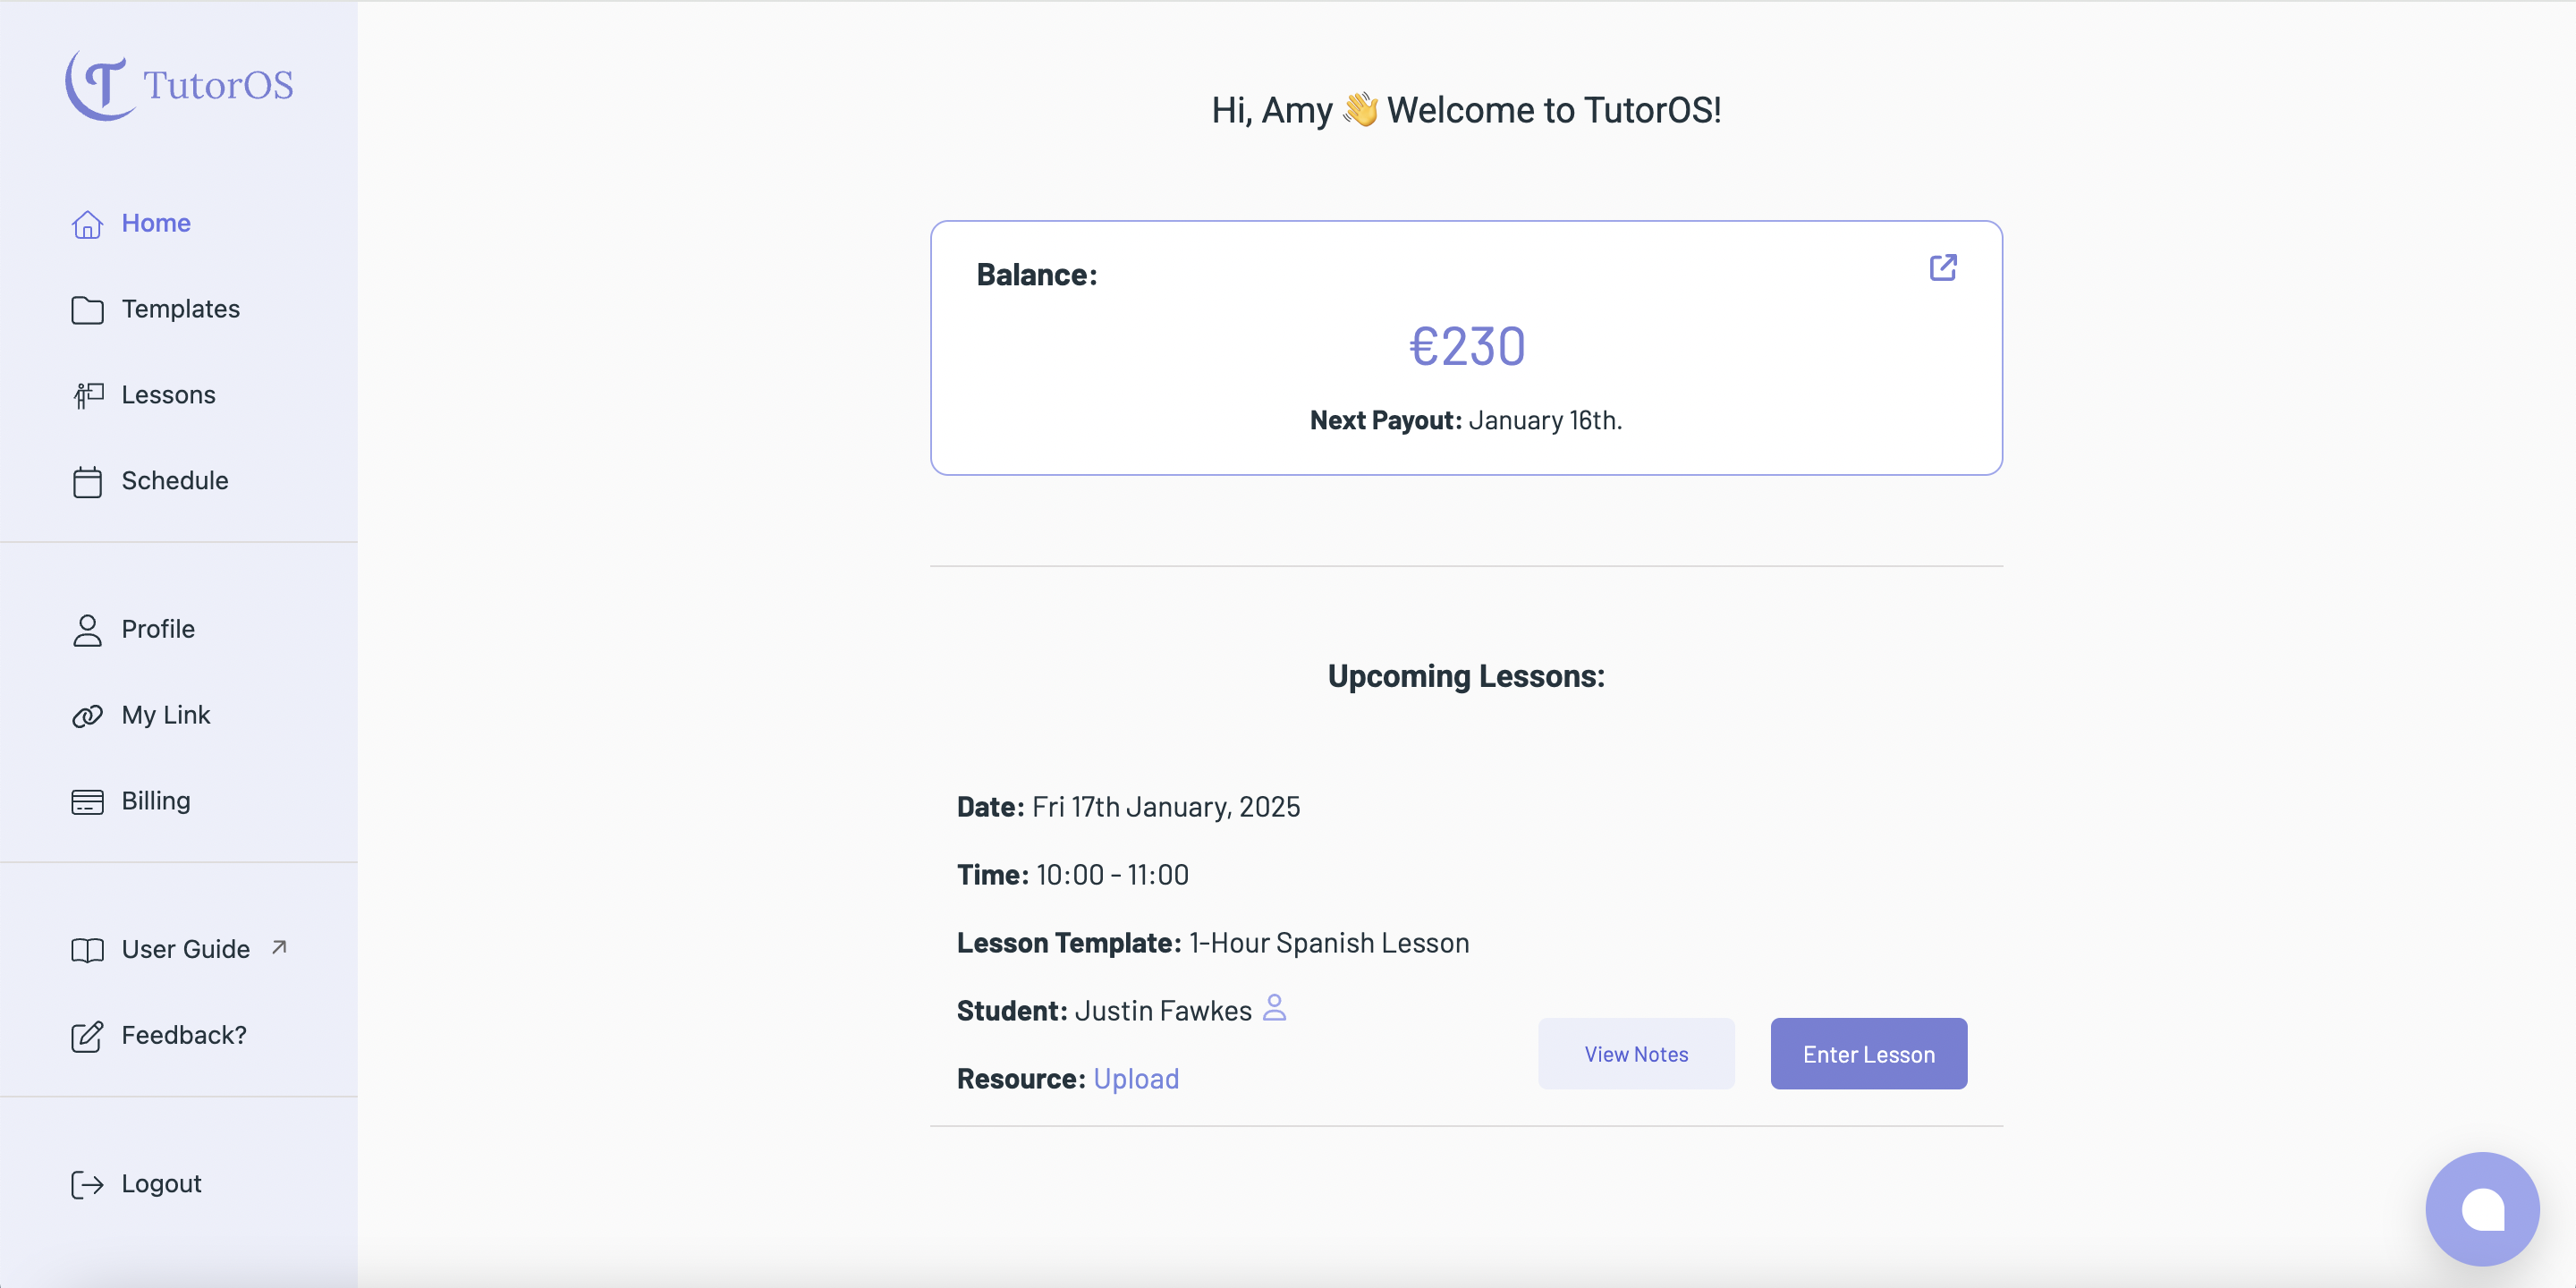 TutorOS
Home
Templates
Lessons
Schedule
Profile
My Link
Billing
User Guide
Feedback?
Logout
Hi, Amy 👋 Welcome to TutorOS!
Balance:
€230
Next Payout: January 16th.
Upcoming Lessons:
Date: Fri 17th January, 2025
Time: 10:00 - 11:00
Lesson Template: 1-Hour Spanish Lesson
Student: Justin Fawkes
Resource: Upload
View Notes
Enter Lesson